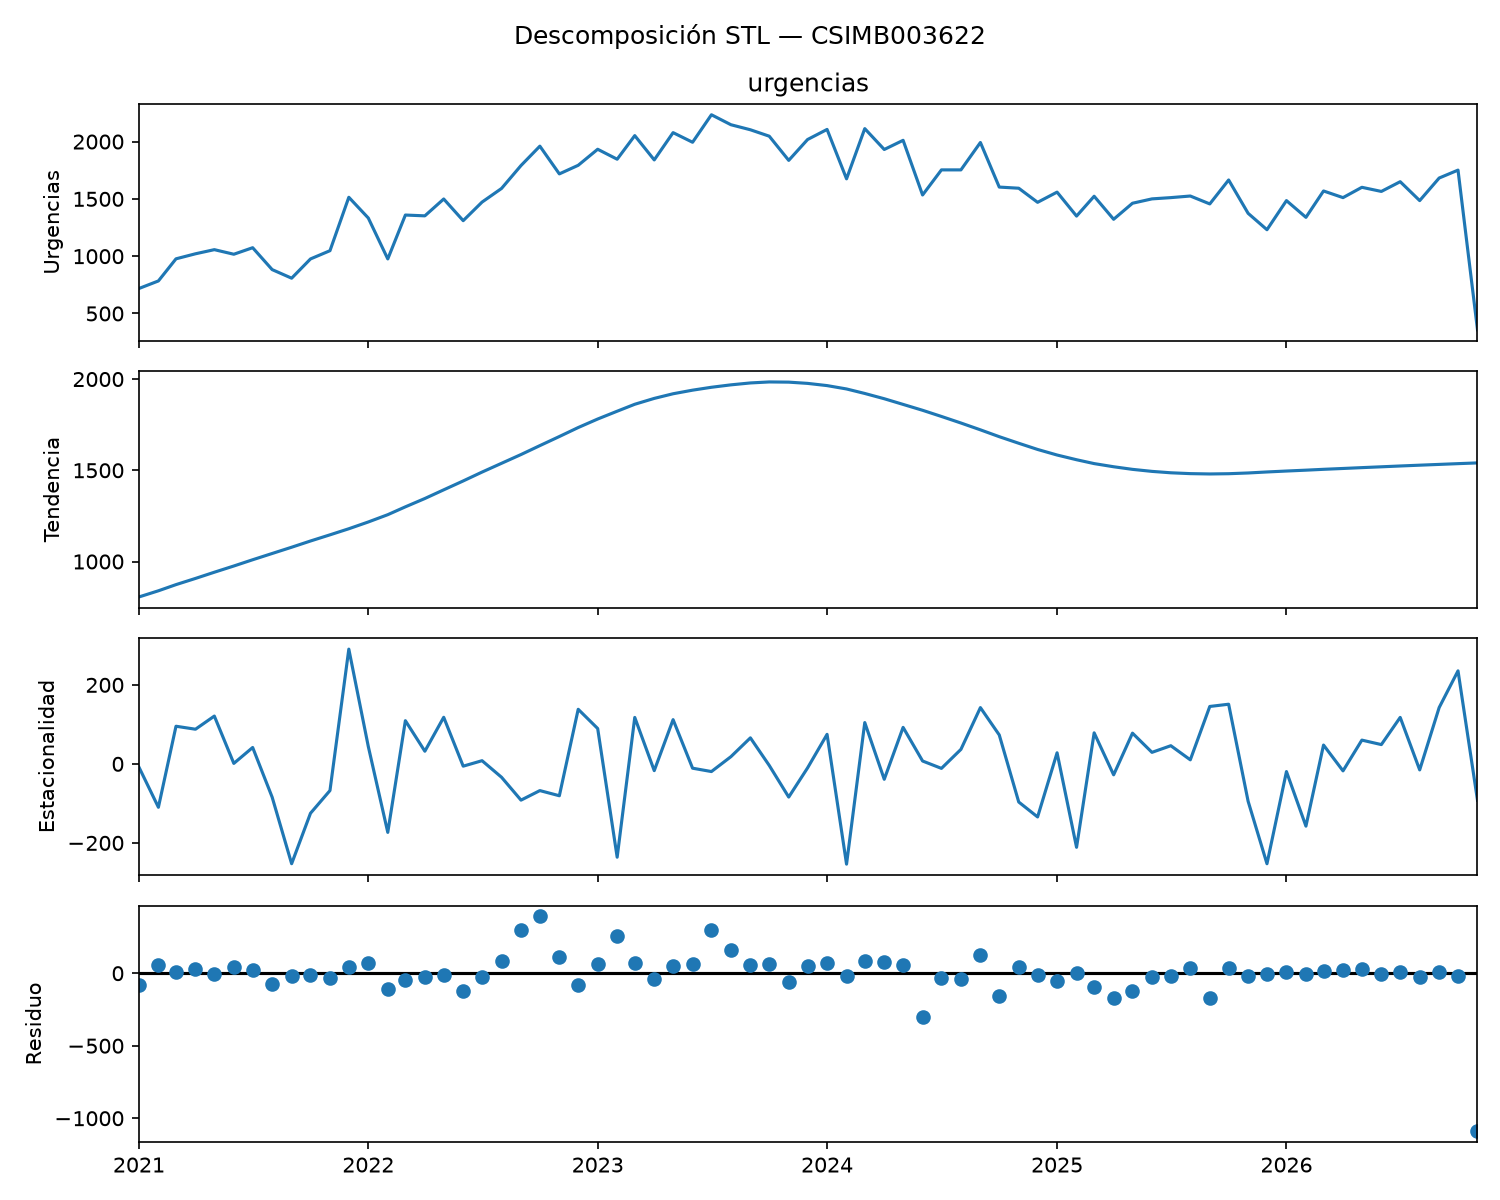 Descomposición STL — CSIMB003622
urgencias
Urgencias
2000
1500
1000
500
Tendencia
2000
1500
1000
Estacionalidad
200
0
−200
Residuo
0
−500
−1000
2021 2022 2023 2024 2025 2026